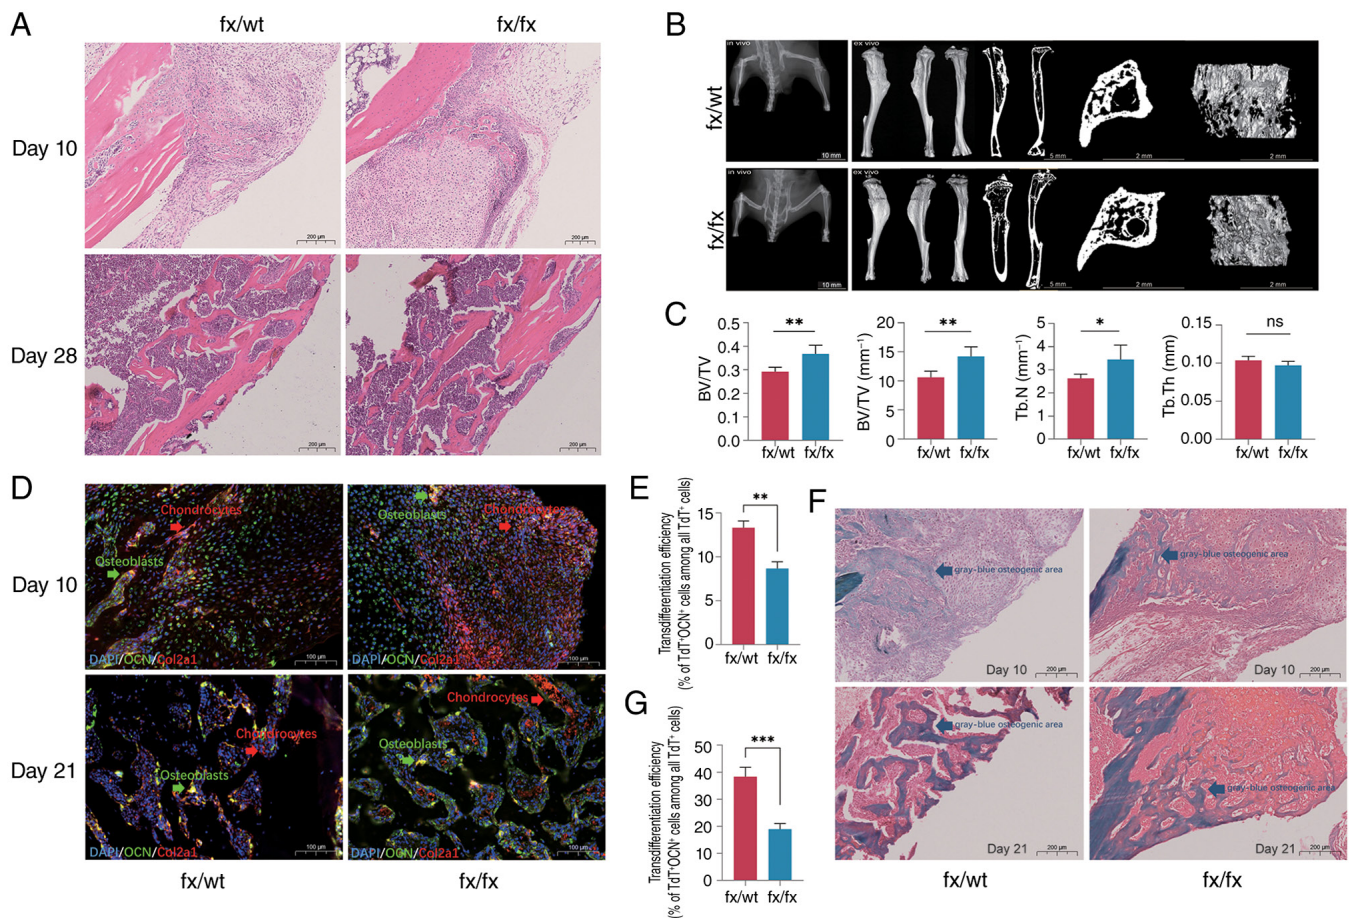 A
fx/wt
fx/fx
Day 10
200 µm
200 µm
Day 28
200 µm
200 µm
B
fx/wt
in vivo
10 mm
ex vivo
5 mm
2 mm
2 mm
fx/fx
in vivo
10 mm
ex vivo
5 mm
2 mm
2 mm
C
BV/TV
0.5
0.4
0.3
0.2
0.1
0.0
**
fx/wt fx/fx
BV/TV (mm⁻¹)
20
15
10
5
0
**
fx/wt fx/fx
Tb.N (mm⁻¹)
5
4
3
2
1
0
*
fx/wt fx/fx
Tb.Th (mm)
0.15
0.10
0.05
0.00
ns
fx/wt fx/fx
D
Day 10
Chondrocytes
Osteoblasts
DAPI/OCN/Col2a1
100 µm
Osteoblasts
Chondrocytes
DAPI/OCN/Col2a1
100 µm
Day 21
Chondrocytes
Osteoblasts
DAPI/OCN/Col2a1
100 µm
Chondrocytes
Osteoblasts
DAPI/OCN/Col2a1
100 µm
fx/wt
fx/fx
E
Transdifferentiation efficiency
(% of TdT⁺OCN⁺ cells among all TdT⁺ cells)
15
10
5
0
**
fx/wt fx/fx
G
Transdifferentiation efficiency
(% of TdT⁺OCN⁺ cells among all TdT⁺ cells)
50
40
30
20
10
0
***
fx/wt fx/fx
F
gray-blue osteogenic area
Day 10
200 µm
gray-blue osteogenic area
Day 10
200 µm
gray-blue osteogenic area
Day 21
200 µm
gray-blue osteogenic area
Day 21
200 µm
fx/wt
fx/fx